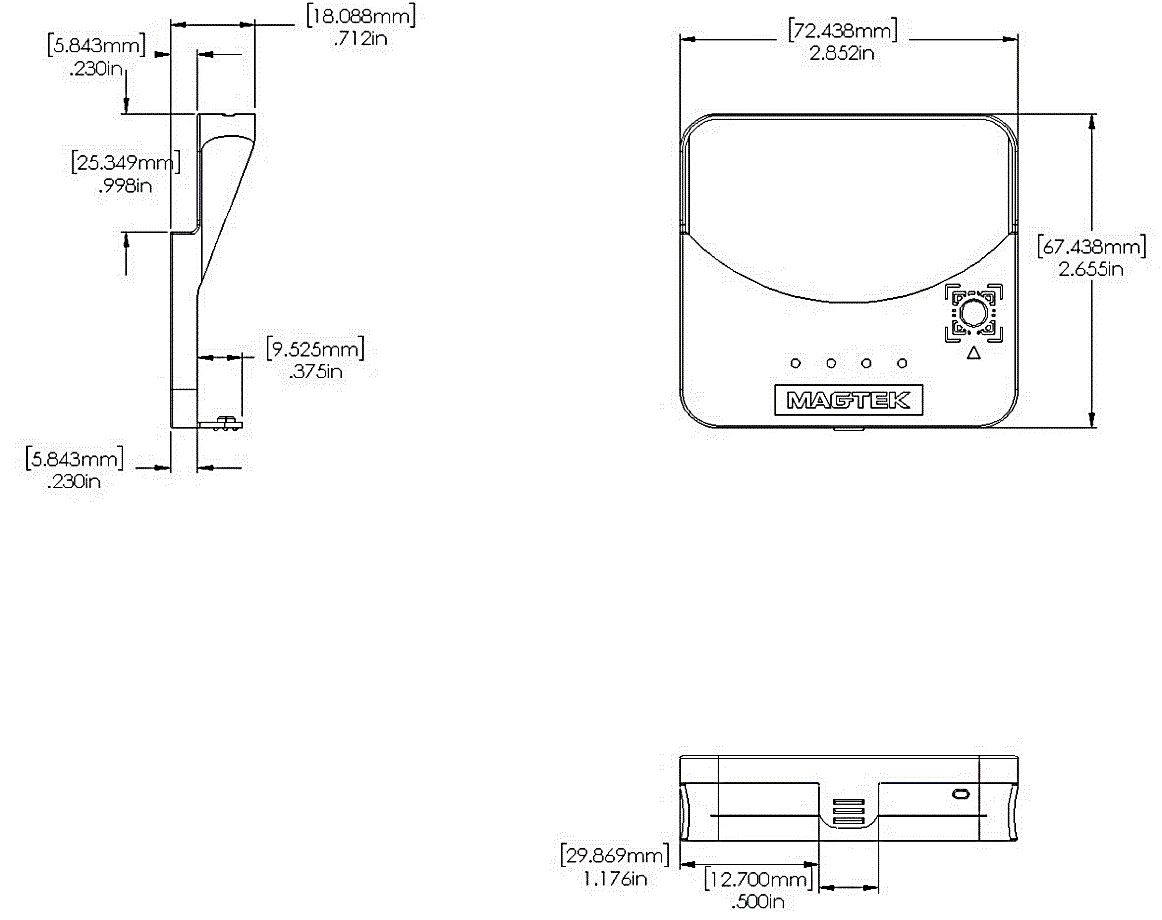 [18.088mm]
.712in
[5.843mm]
.230in
[25.349mm]
.998in
[9.525mm]
.375in
[5.843mm]
.230in
[72.438mm]
2.852in
[67.438mm]
2.655in
MAGTEK
[29.869mm]
1.176in
[12.700mm]
.500in